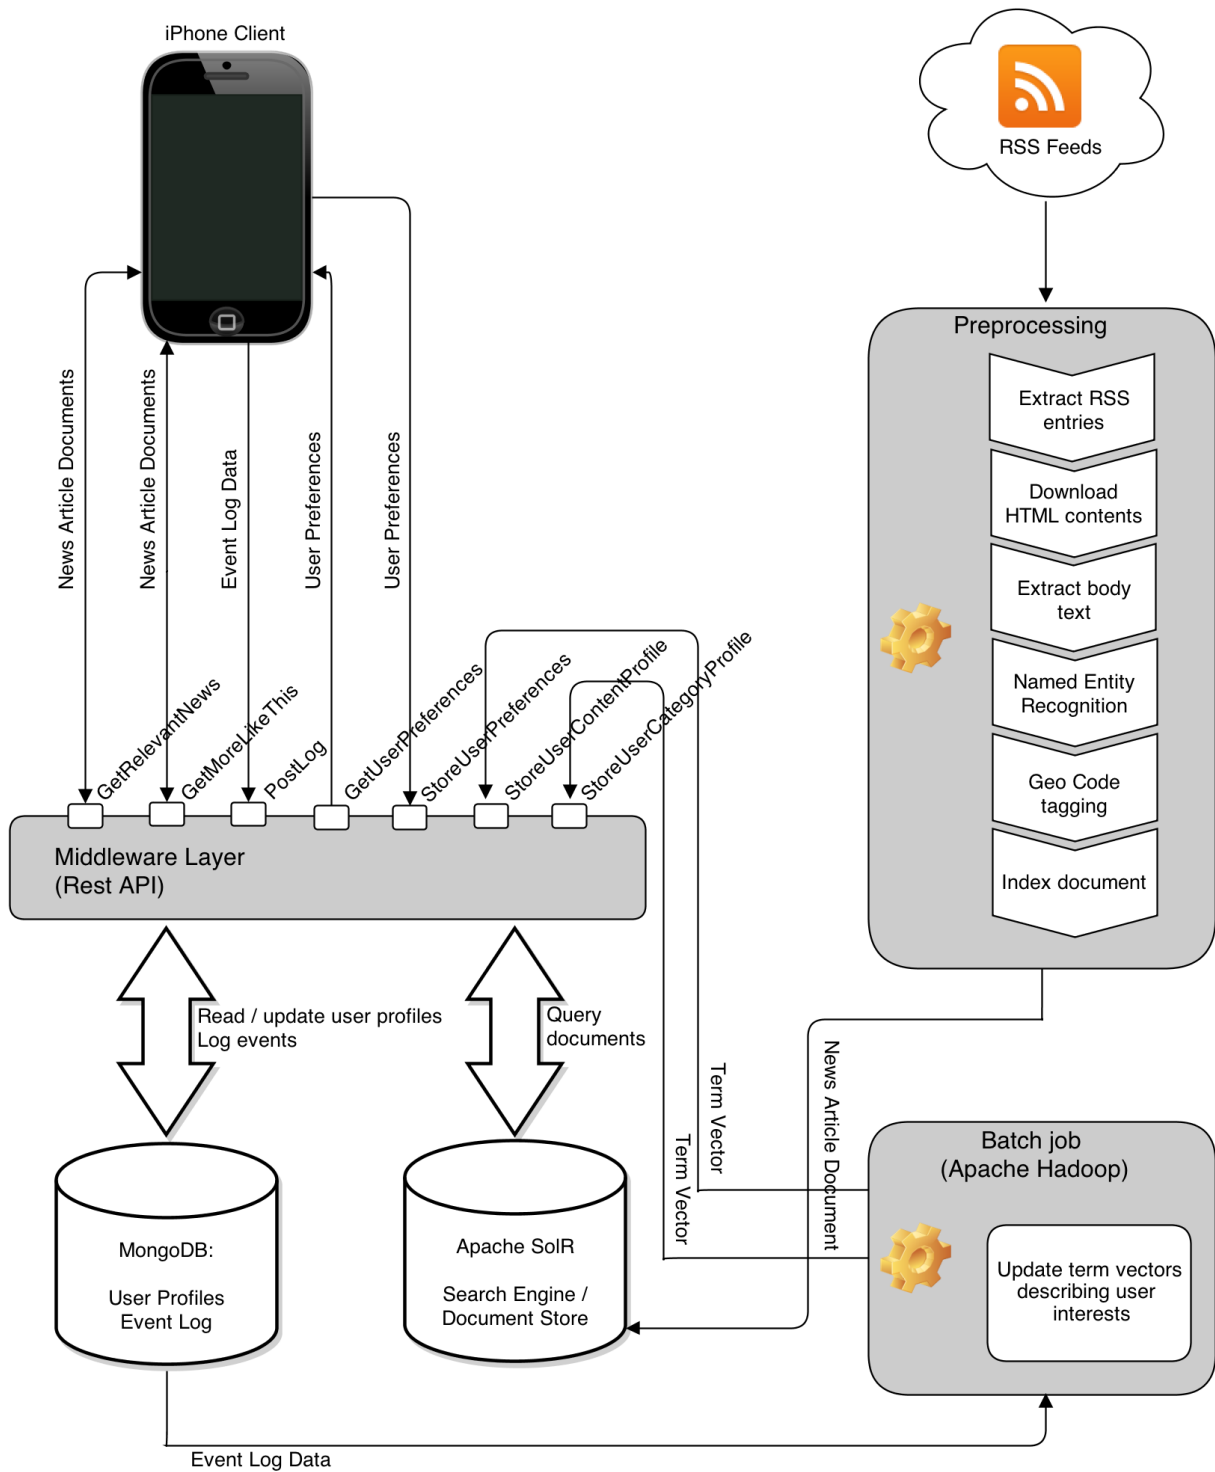 iPhone Client
RSS Feeds
News Article Documents
News Article Documents
Event Log Data
User Preferences
User Preferences
GetRelevantNews
GetMoreLikeThis
PostLog
GetUserPreferences
StoreUserPreferences
StoreUserContentProfile
StoreUserCategoryProfile
Middleware Layer
(Rest API)
Preprocessing
Extract RSS
entries
Download
HTML contents
Extract body
text
Named Entity
Recognition
Geo Code
tagging
Index document
Read / update user profiles
Log events
Query
documents
Term Vector
Term Vector
News Article Document
MongoDB:
User Profiles
Event Log
Apache SolR
Search Engine /
Document Store
Batch job
(Apache Hadoop)
Update term vectors
describing user
interests
Event Log Data